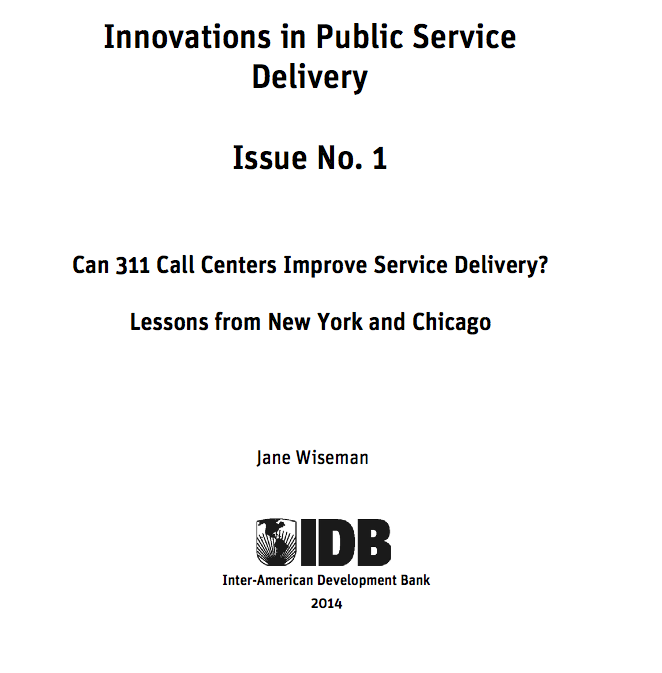 Innovations in Public Service
Delivery
Issue No. 1
Can 311 Call Centers Improve Service Delivery?
Lessons from New York and Chicago
Jane Wiseman
IDB
Inter-American Development Bank
2014